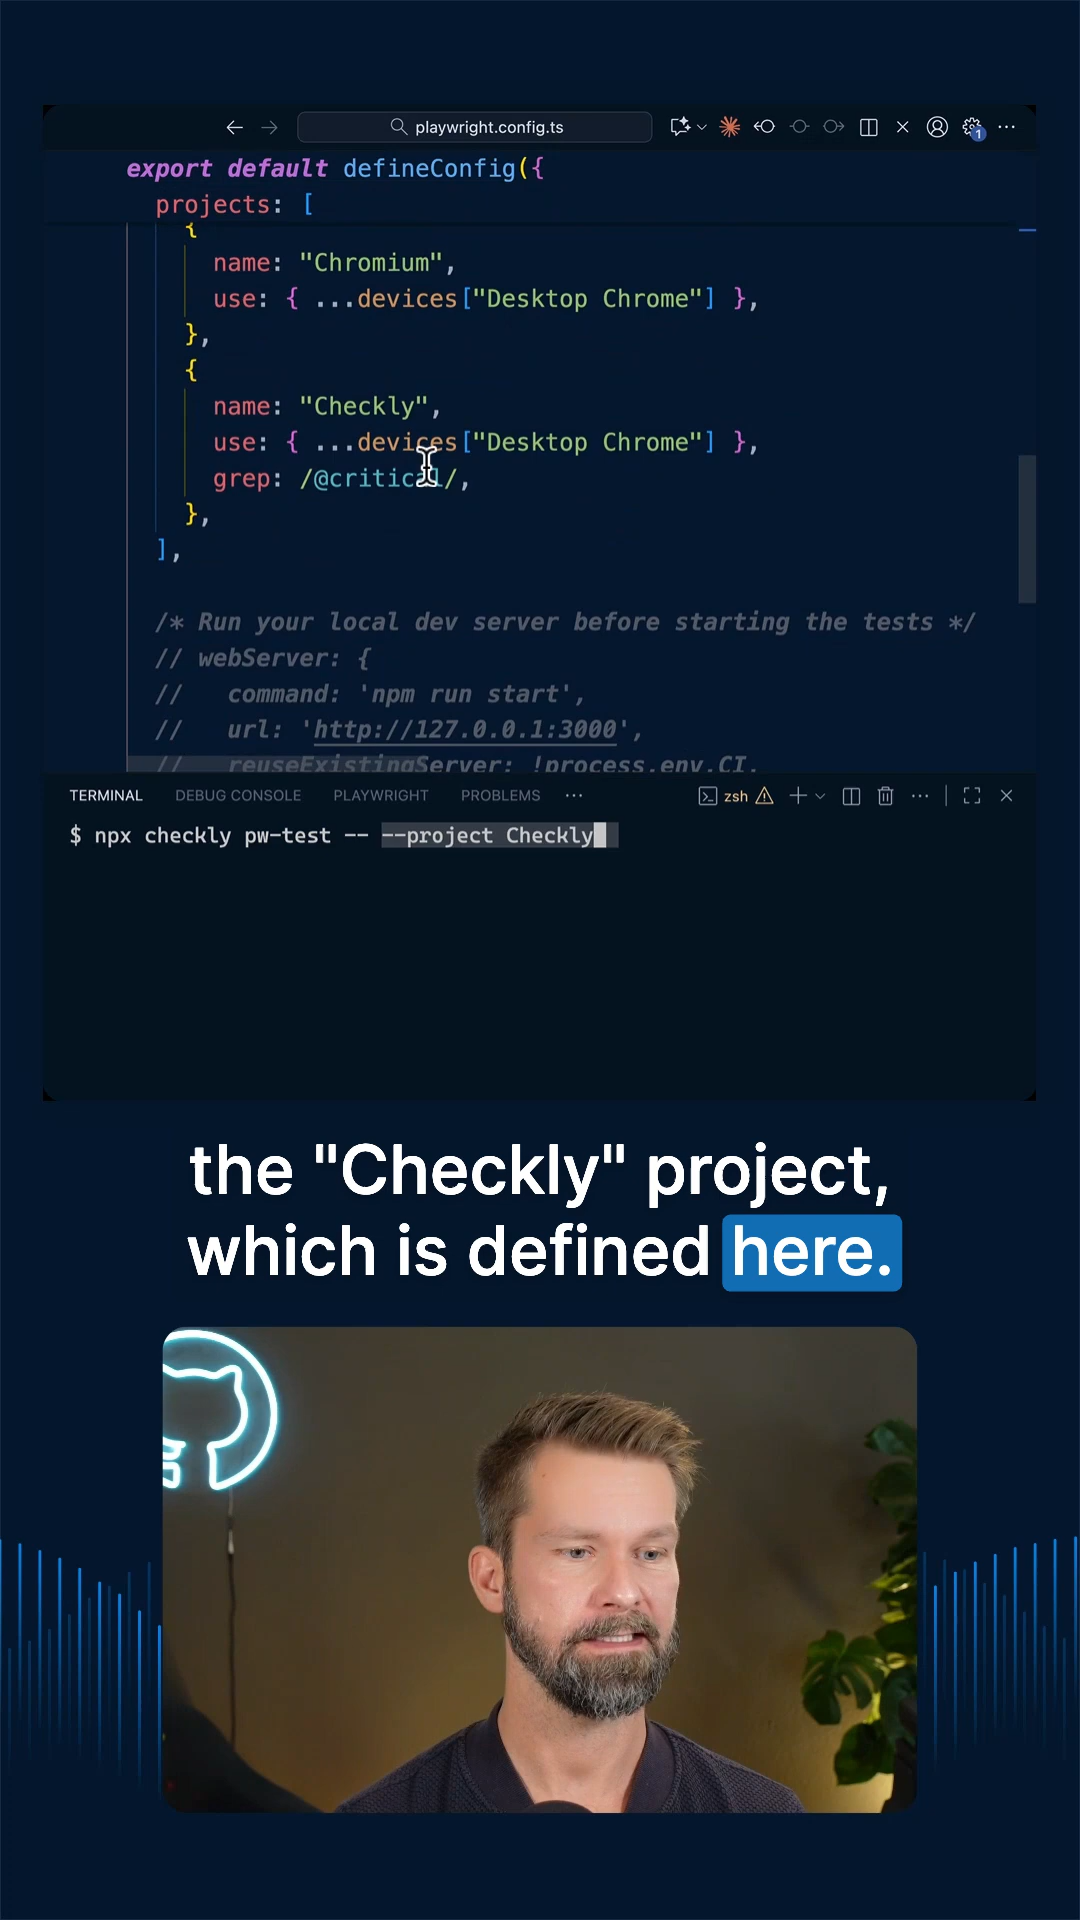 playwright.config.ts
1
export default defineConfig({
projects: [
{
name: "Chromium",
use: { ...devices["Desktop Chrome"] },
},
{
name: "Checkly",
use: { ...devices["Desktop Chrome"] },
grep: /@critical/,
},
],
/* Run your local dev server before starting the tests */
// webServer: {
//   command: 'npm run start',
//   url: 'http://127.0.0.1:3000',
//   reuseExistingServer: !process.env.CI,
TERMINAL DEBUG CONSOLE PLAYWRIGHT PROBLEMS ... zsh
$ npx checkly pw-test -- --project Checkly
the "Checkly" project,
which is defined here.